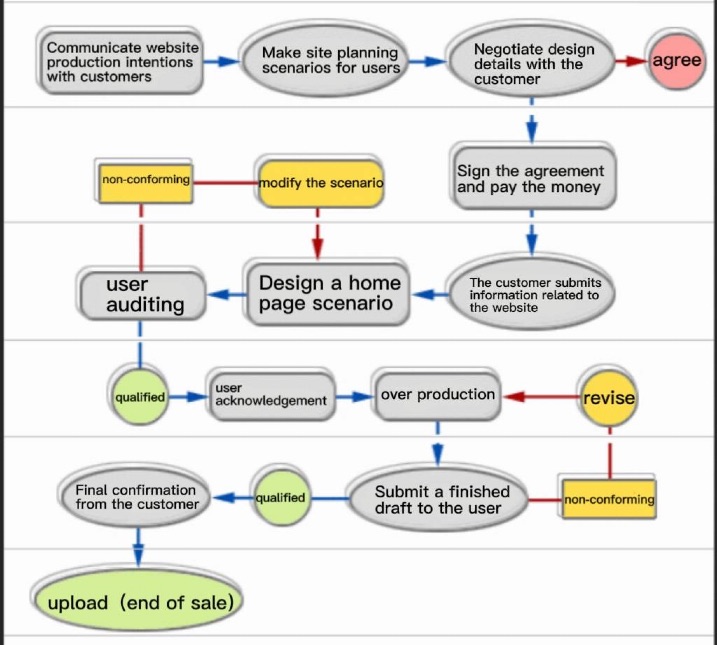 Communicate website
production intentions
with customers
Make site planning
scenarios for users
Negotiate design
details with the
customer
agree
non-conforming
modify the scenario
Sign the agreement
and pay the money
user
auditing
Design a home
page scenario
The customer submits
information related to
the website
qualified
user
acknowledgement
over production
revise
Final confirmation
from the customer
qualified
Submit a finished
draft to the user
non-conforming
upload（end of sale）